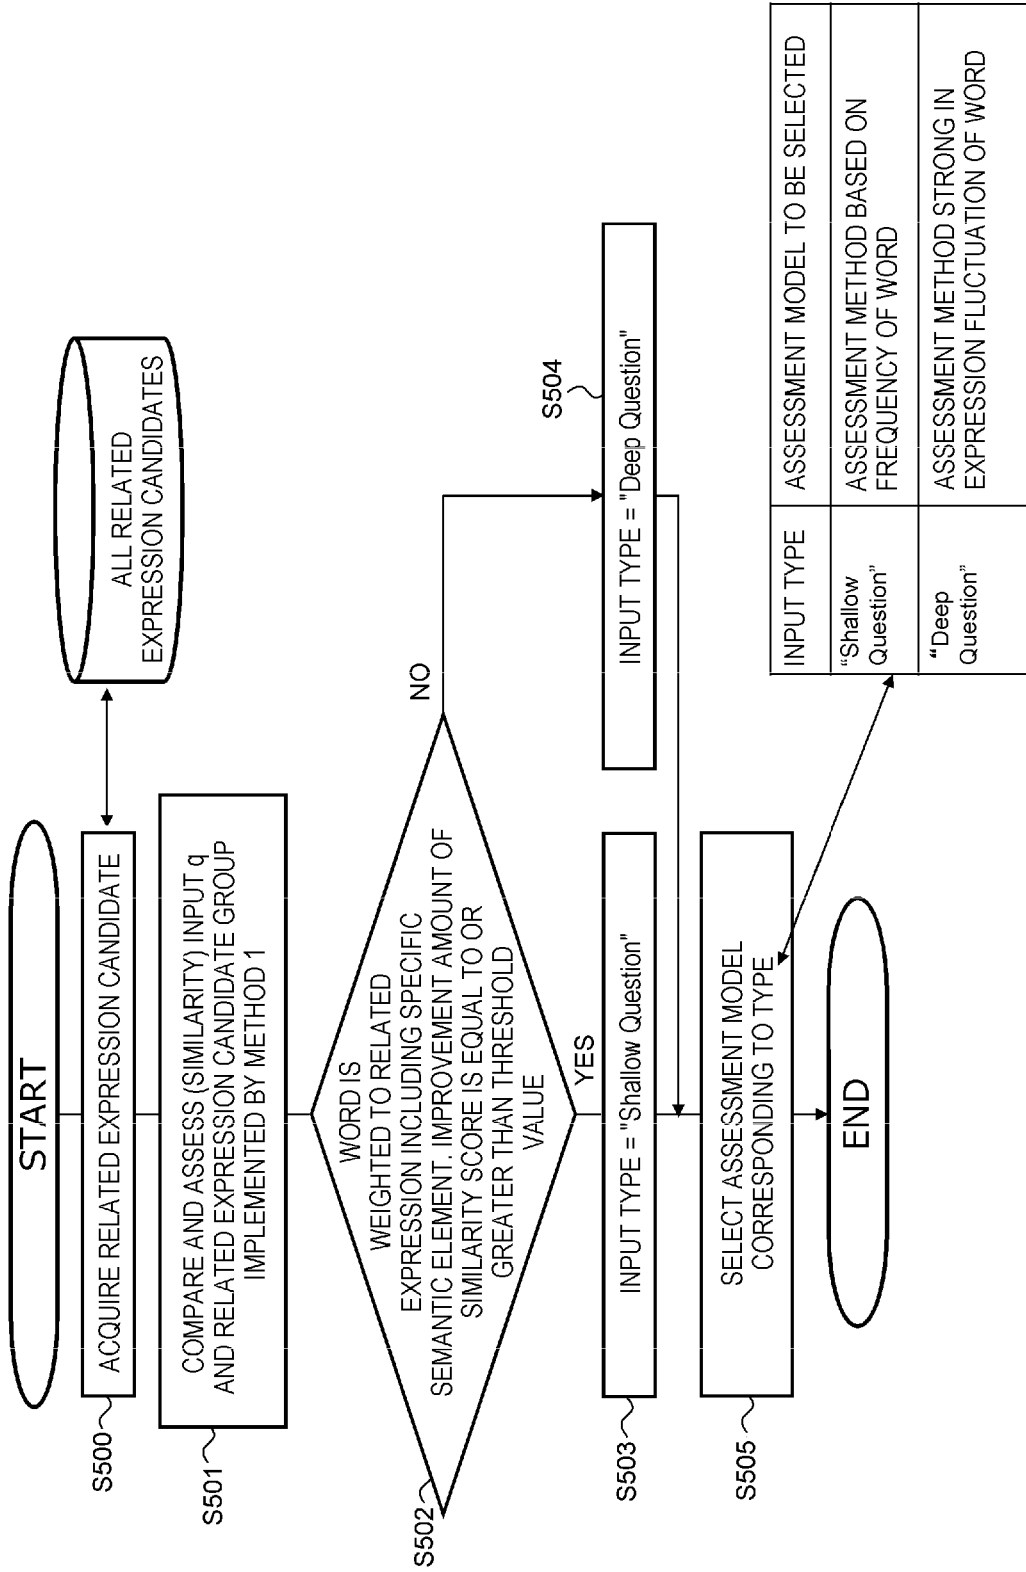 START
ALL RELATED
EXPRESSION CANDIDATES
S500
ACQUIRE RELATED EXPRESSION CANDIDATE
S501
COMPARE AND ASSESS (SIMILARITY) INPUT q
AND RELATED EXPRESSION CANDIDATE GROUP
IMPLEMENTED BY METHOD 1
S502
WORD IS
WEIGHTED TO RELATED
EXPRESSION INCLUDING SPECIFIC
SEMANTIC ELEMENT. IMPROVEMENT AMOUNT OF
SIMILARITY SCORE IS EQUAL TO OR
GREATER THAN THRESHOLD
VALUE
NO
YES
S503
INPUT TYPE = "Shallow Question"
S504
INPUT TYPE = "Deep Question"
S505
SELECT ASSESSMENT MODEL
CORRESPONDING TO TYPE
END
INPUT TYPE
ASSESSMENT MODEL TO BE SELECTED
“Shallow
Question”
ASSESSMENT METHOD BASED ON
FREQUENCY OF WORD
“Deep
Question”
ASSESSMENT METHOD STRONG IN
EXPRESSION FLUCTUATION OF WORD